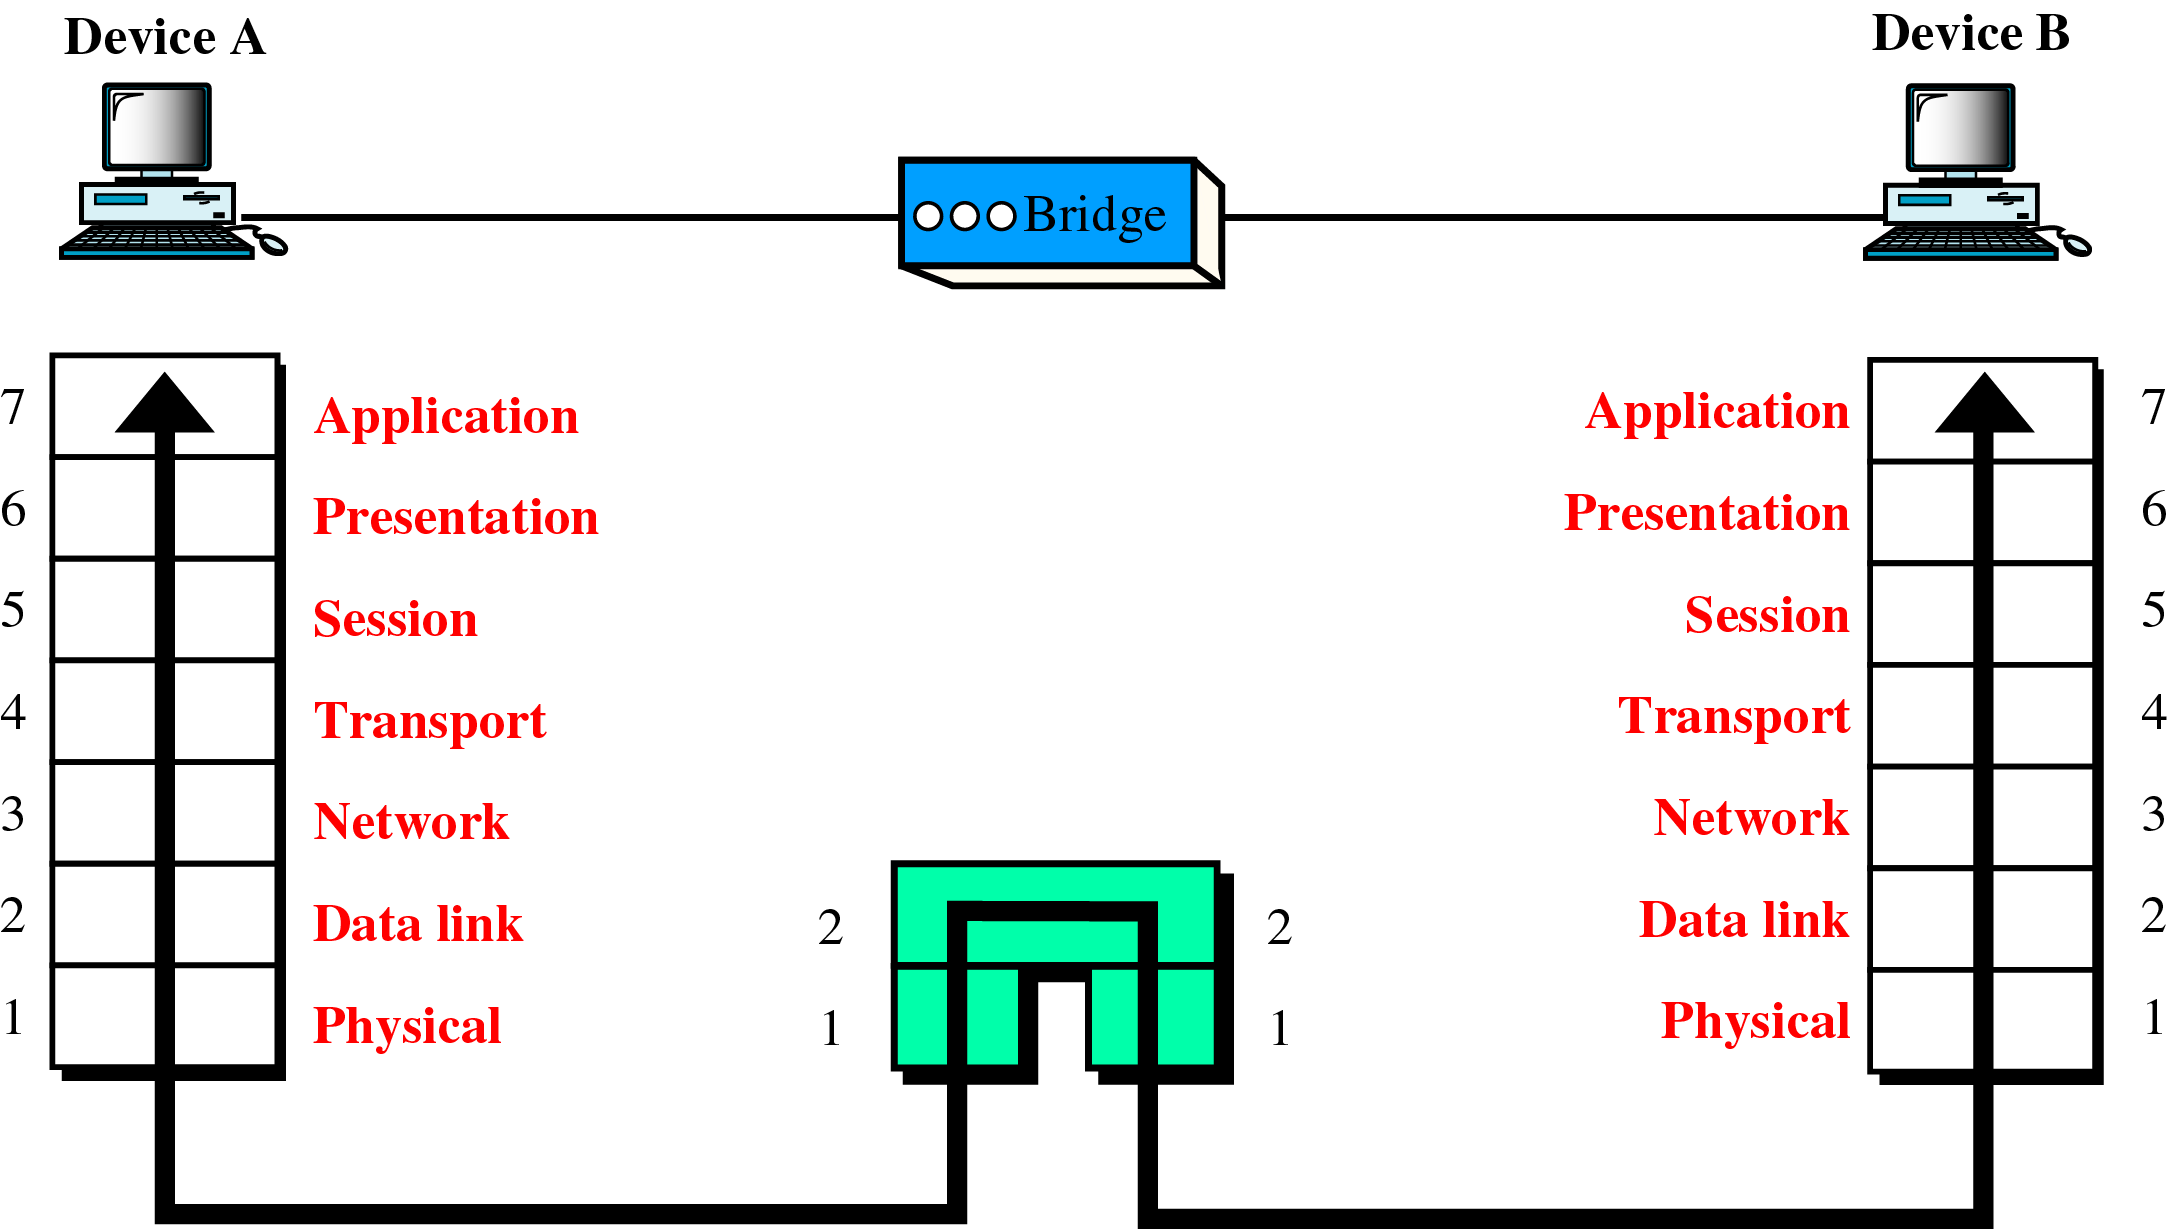 Device A
Device B
Bridge
7 Application Application 7
6 Presentation Presentation 6
5 Session Session 5
4 Transport Transport 4
3 Network Network 3
2 Data link 2 2 Data link 2
1 Physical 1 1 Physical 1